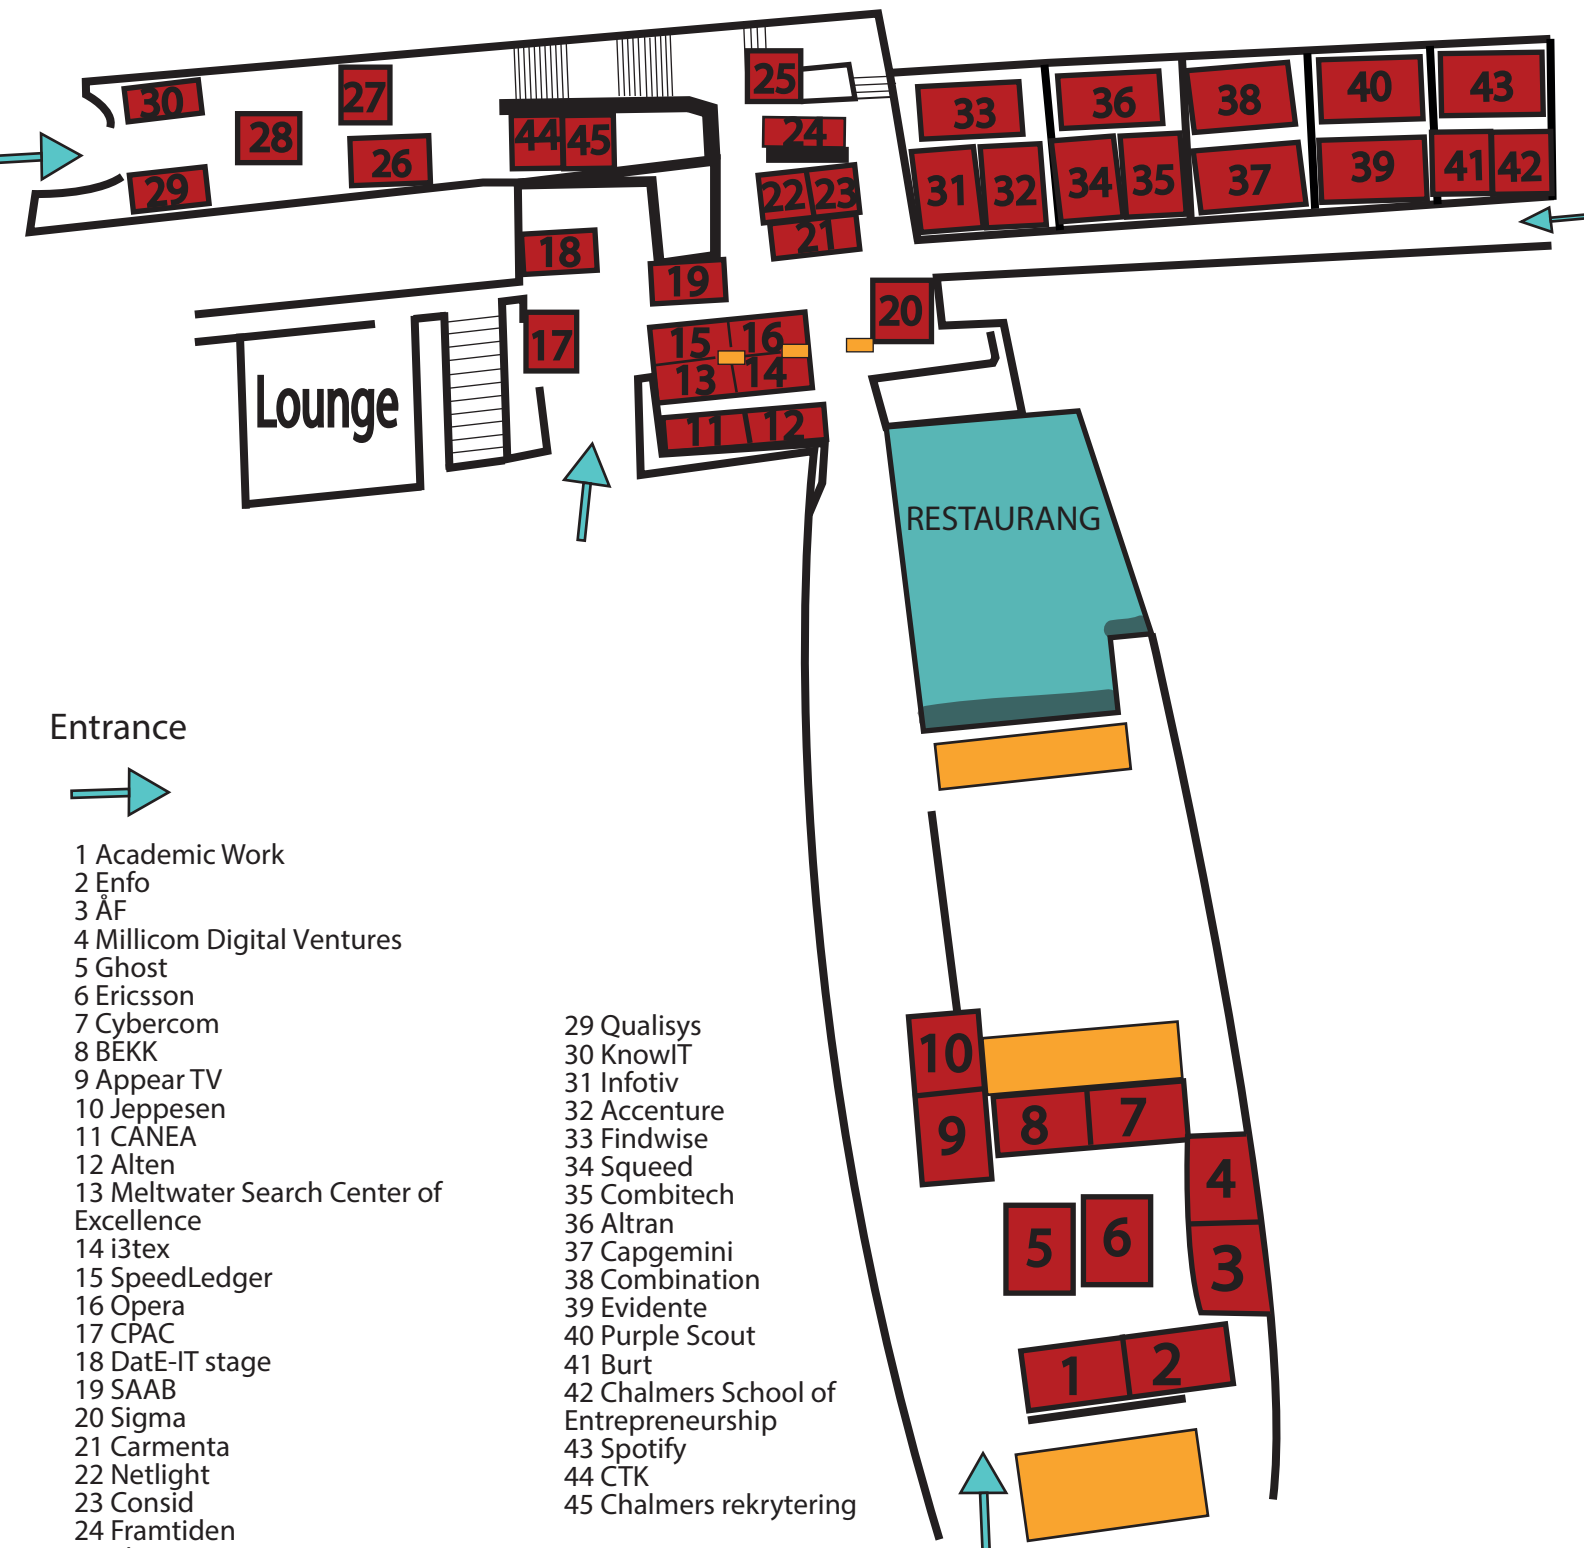 25
27
30
28
26
29
44 45
24
22 23
21
33
36
38
40
43
31 32
34 35
37
39
41 42
18
19
20
17
15 16
13 14
11 12
Lounge
RESTAURANG
10
9
8 7
4
3
5 6
1 2
Entrance
1 Academic Work
2 Enfo
3 ÅF
4 Millicom Digital Ventures
5 Ghost
6 Ericsson
7 Cybercom
8 BEKK
9 Appear TV
10 Jeppesen
11 CANEA
12 Alten
13 Meltwater Search Center of
Excellence
14 i3tex
15 SpeedLedger
16 Opera
17 CPAC
18 DatE-IT stage
19 SAAB
20 Sigma
21 Carmenta
22 Netlight
23 Consid
24 Framtiden
29 Qualisys
30 KnowIT
31 Infotiv
32 Accenture
33 Findwise
34 Squeed
35 Combitech
36 Altran
37 Capgemini
38 Combination
39 Evidente
40 Purple Scout
41 Burt
42 Chalmers School of
Entrepreneurship
43 Spotify
44 CTK
45 Chalmers rekrytering